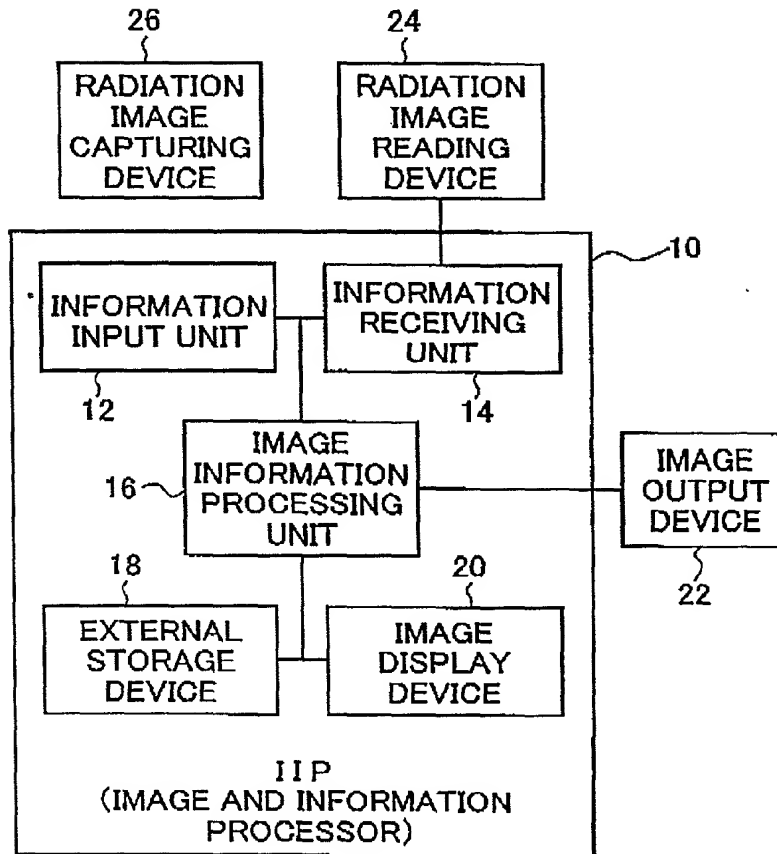 26
RADIATION
IMAGE
CAPTURING
DEVICE
24
RADIATION
IMAGE
READING
DEVICE
10
INFORMATION
INPUT UNIT
12
INFORMATION
RECEIVING
UNIT
14
16
IMAGE
INFORMATION
PROCESSING
UNIT
IMAGE
OUTPUT
DEVICE
22
18
EXTERNAL
STORAGE
DEVICE
20
IMAGE
DISPLAY
DEVICE
IIP
(IMAGE AND INFORMATION
PROCESSOR)